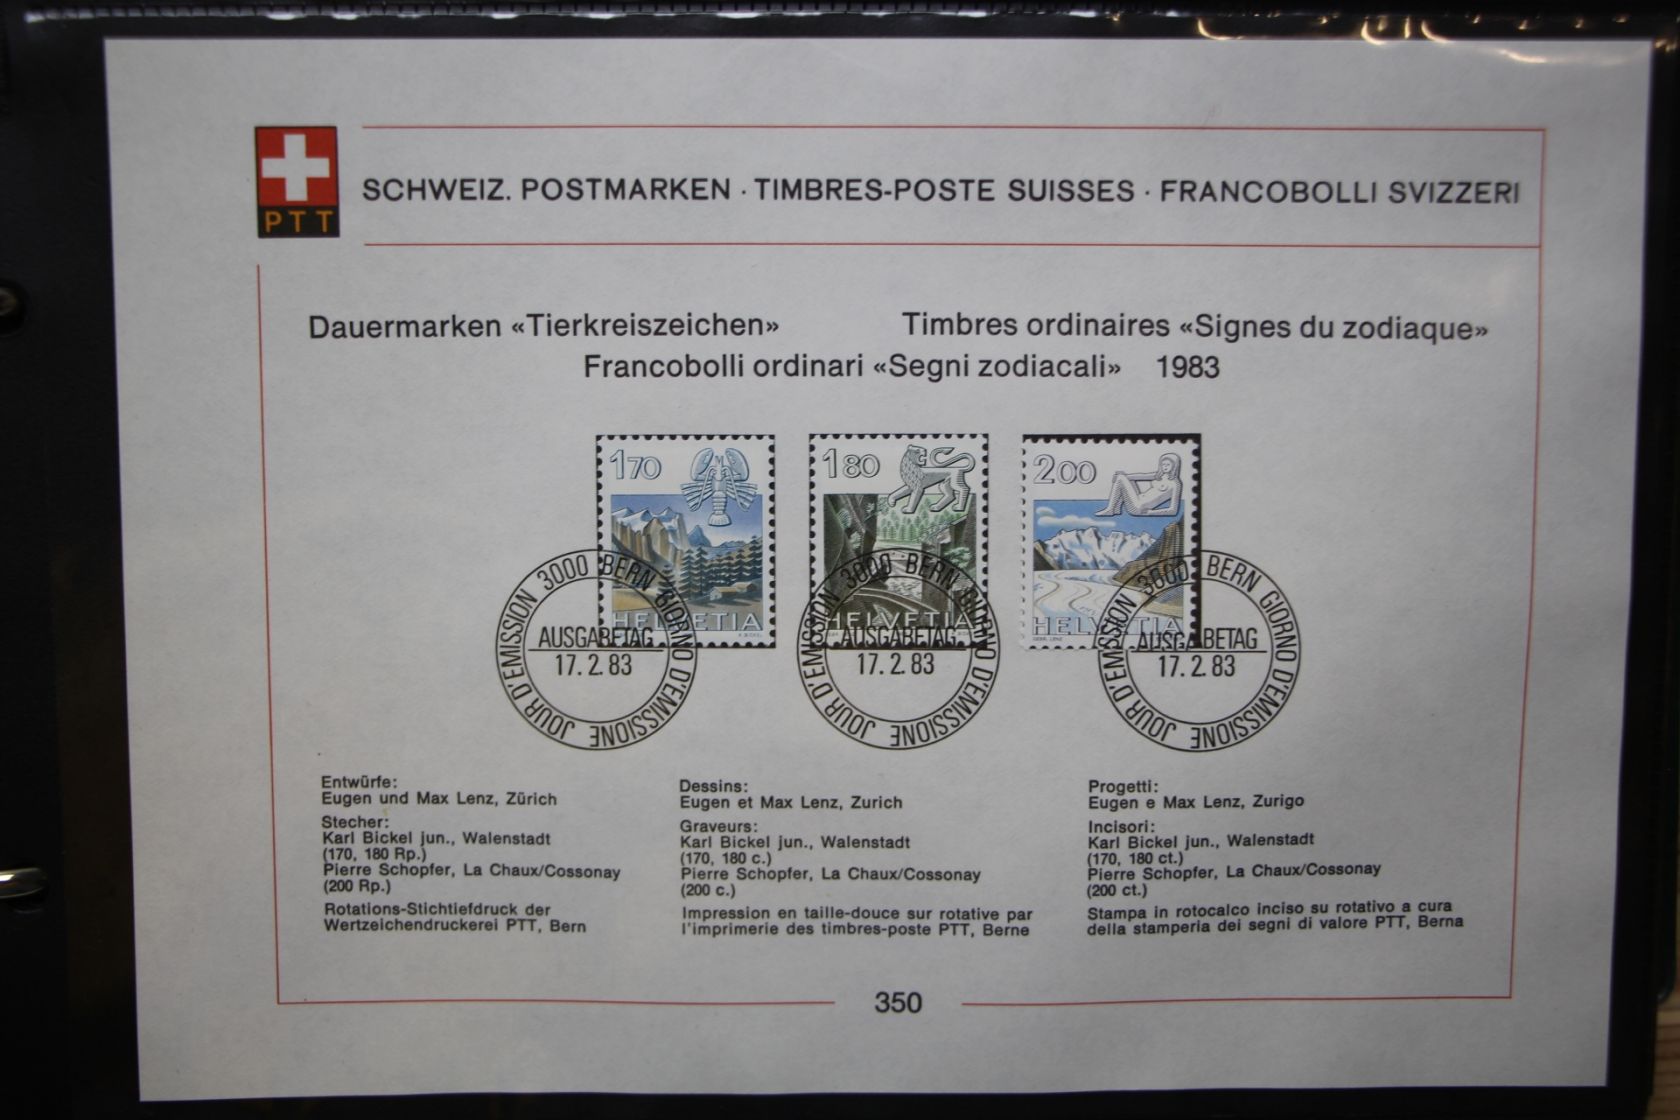 PTT
SCHWEIZ. POSTMARKEN · TIMBRES-POSTE SUISSES · FRANCOBOLLI SVIZZERI
Dauermarken «Tierkreiszeichen» Timbres ordinaires «Signes du zodiaque»
Francobolli ordinari «Segni zodiacali» 1983
170
HELVETIA
180
HELVETIA
200
HELVETIA
3000 BERN GIORNO D'EMISSIONE JOUR D'EMISSION
AUSGABETAG
17.2.83
3000 BERN GIORNO D'EMISSIONE JOUR D'EMISSION
AUSGABETAG
17.2.83
3000 BERN GIORNO D'EMISSIONE JOUR D'EMISSION
AUSGABETAG
17.2.83
Entwürfe:
Eugen und Max Lenz, Zürich
Stecher:
Karl Bickel jun., Walenstadt
(170, 180 Rp.)
Pierre Schopfer, La Chaux/Cossonay
(200 Rp.)
Rotations-Stichtiefdruck der
Wertzeichendruckerei PTT, Bern
Dessins:
Eugen et Max Lenz, Zurich
Graveurs:
Karl Bickel jun., Walenstadt
(170, 180 c.)
Pierre Schopfer, La Chaux/Cossonay
(200 c.)
Impression en taille-douce sur rotative par
l'imprimerie des timbres-poste PTT, Berne
Progetti:
Eugen e Max Lenz, Zurigo
Incisori:
Karl Bickel jun., Walenstadt
(170, 180 ct.)
Pierre Schopfer, La Chaux/Cossonay
(200 ct.)
Stampa in rotocalco inciso su rotativo a cura
della stamperia dei segni di valore PTT, Berna
350